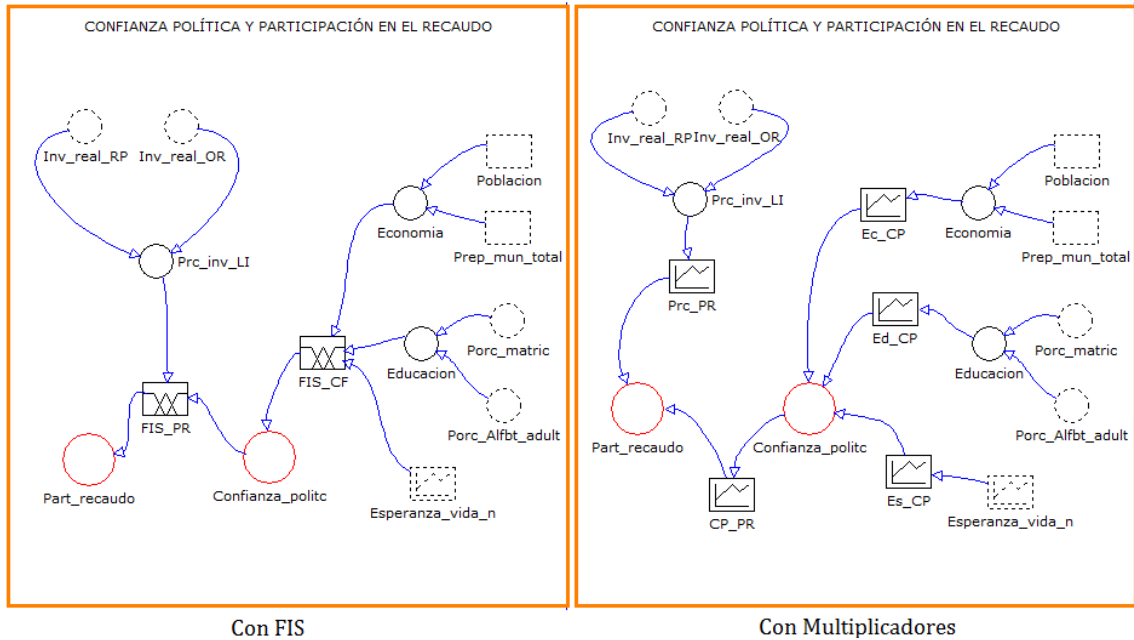 CONFIANZA POLÍTICA Y PARTICIPACIÓN EN EL RECAUDO
Inv_real_RP
Inv_real_OR
Poblacion
Economia
Prep_mun_total
Prc_inv_LI
Porc_matric
Educacion
FIS_CF
FIS_PR
Porc_Alfbt_adult
Part_recaudo
Confianza_politc
Esperanza_vida_n
Con FIS
CONFIANZA POLÍTICA Y PARTICIPACIÓN EN EL RECAUDO
Inv_real_RP
Inv_real_OR
Poblacion
Prc_inv_LI
Ec_CP
Economia
Prep_mun_total
Prc_PR
Ed_CP
Porc_matric
Educacion
Porc_Alfbt_adult
Part_recaudo
Confianza_politc
Es_CP
CP_PR
Esperanza_vida_n
Con Multiplicadores